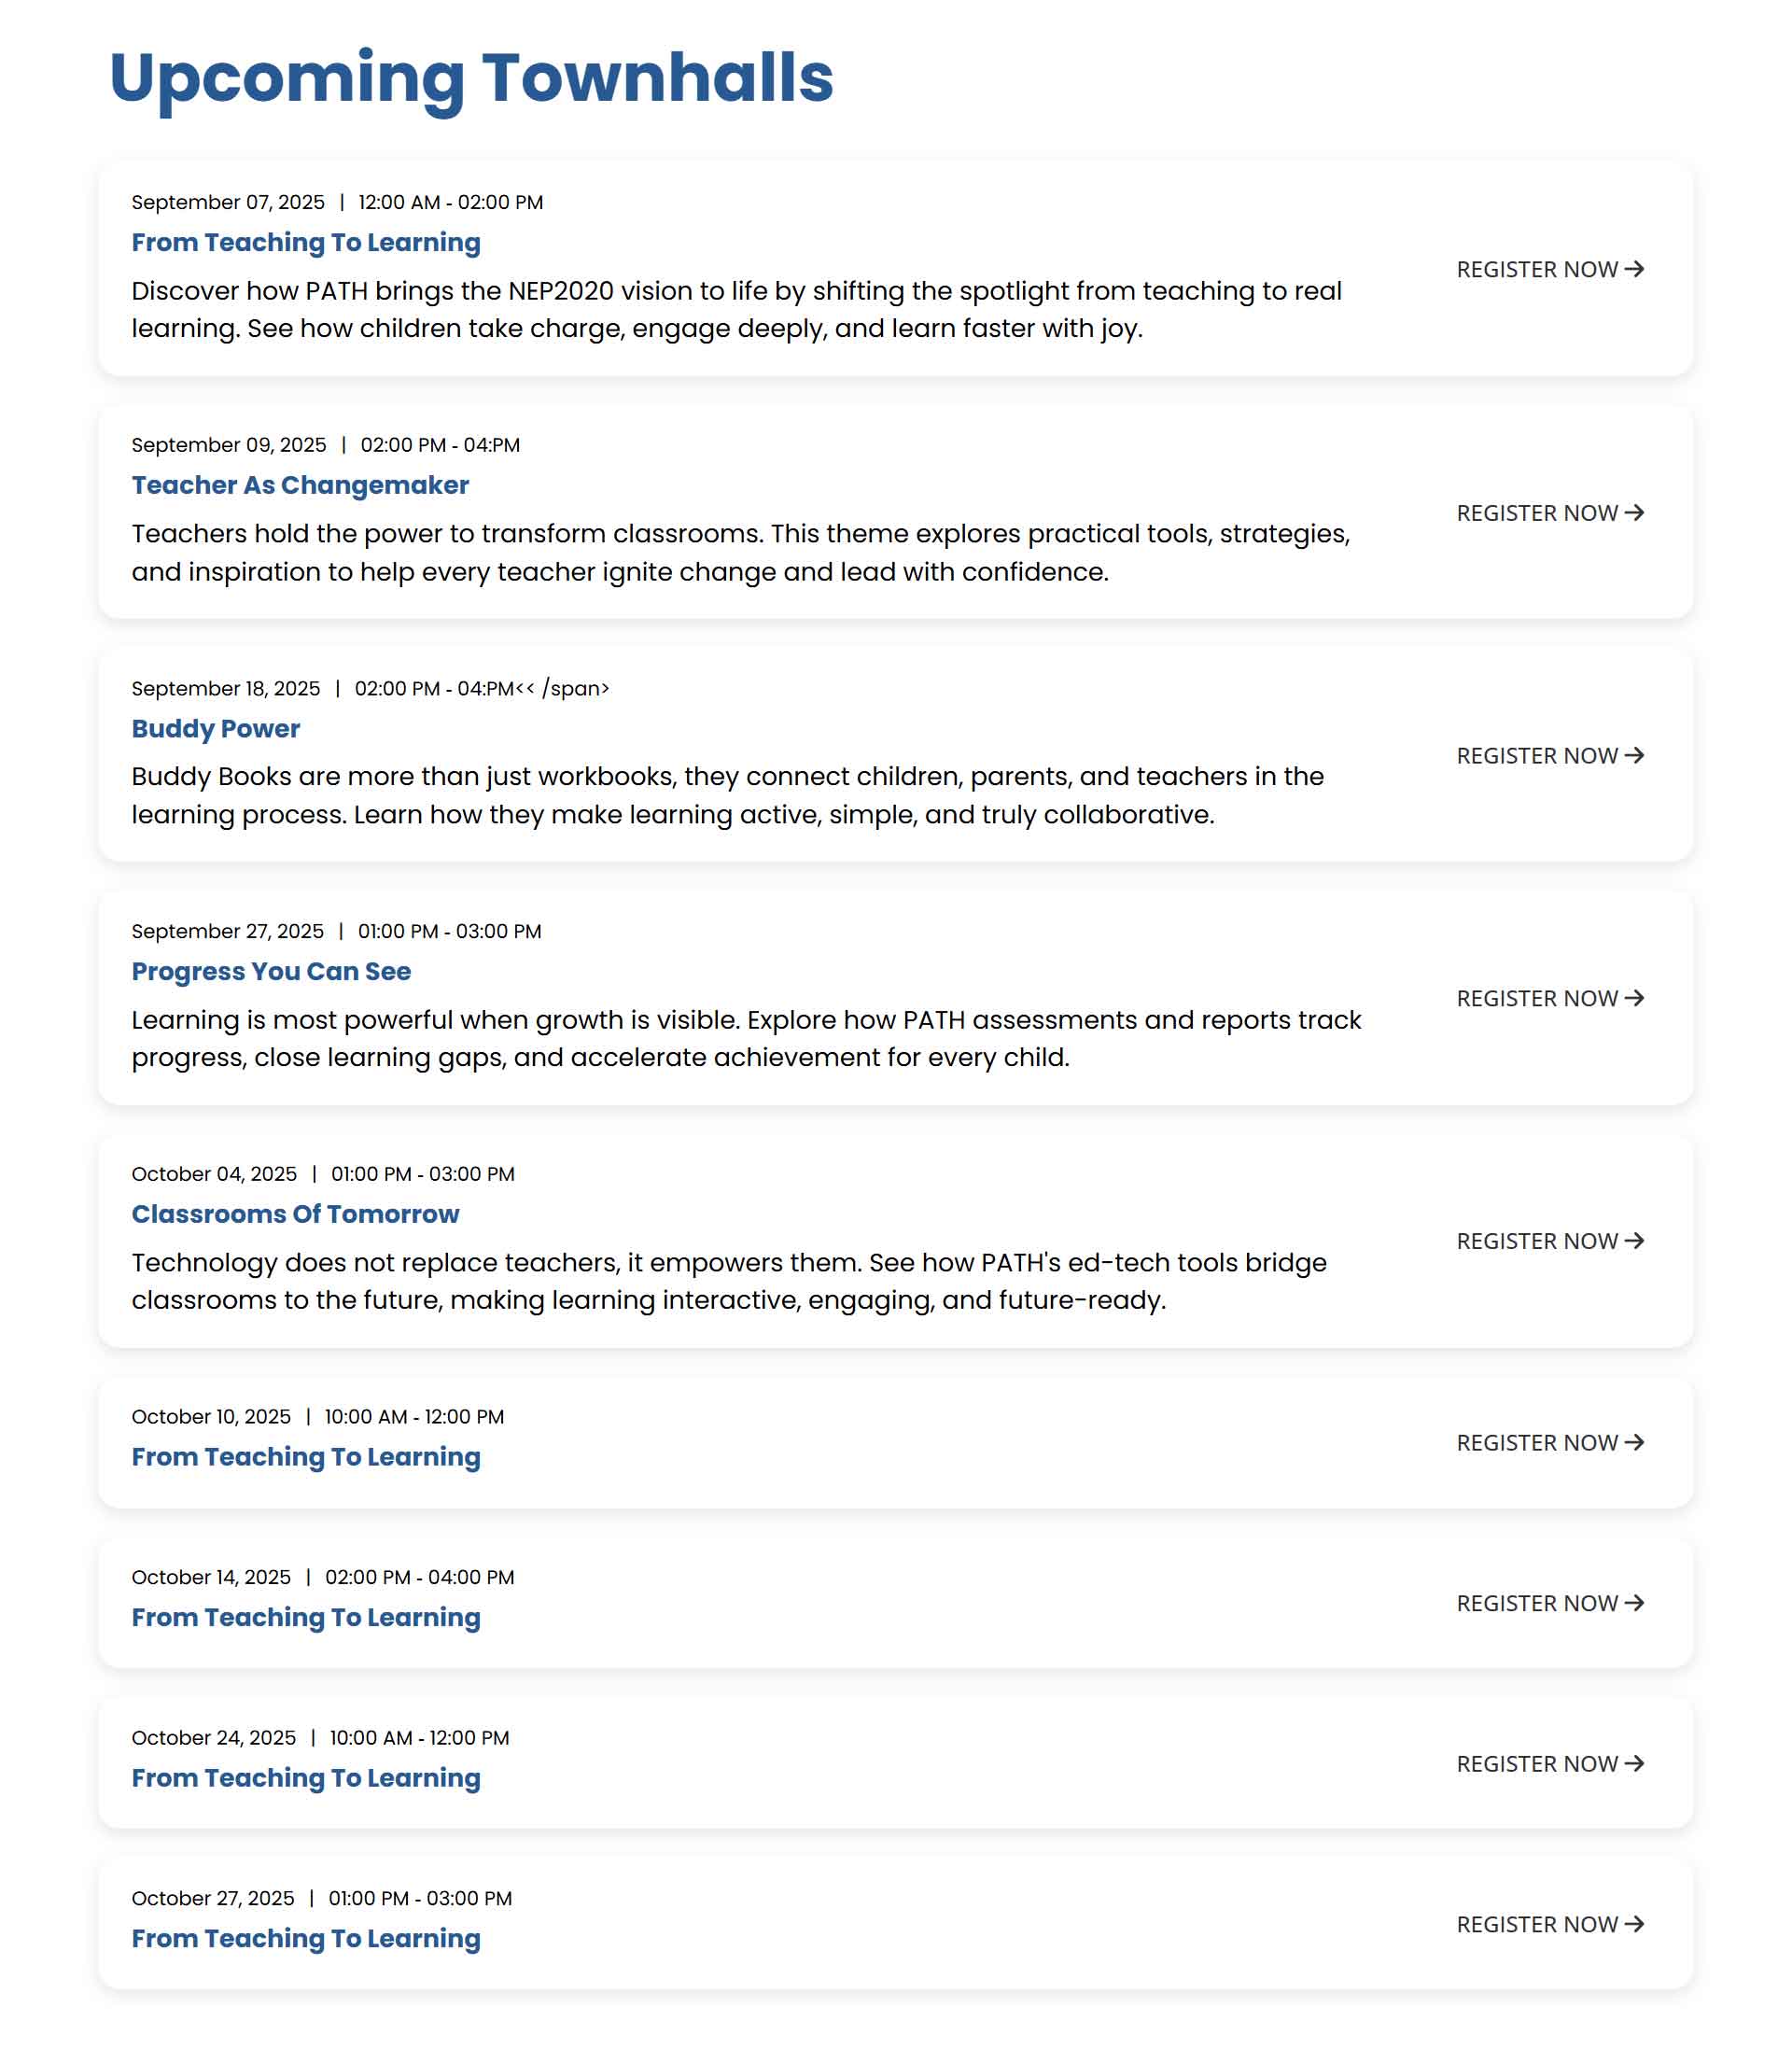 Upcoming Townhalls
September 07, 2025 | 12:00 AM - 02:00 PM
From Teaching To Learning
Discover how PATH brings the NEP2020 vision to life by shifting the spotlight from teaching to real
learning. See how children take charge, engage deeply, and learn faster with joy.
REGISTER NOW →
September 09, 2025 | 02:00 PM - 04:PM
Teacher As Changemaker
Teachers hold the power to transform classrooms. This theme explores practical tools, strategies,
and inspiration to help every teacher ignite change and lead with confidence.
REGISTER NOW →
September 18, 2025 | 02:00 PM - 04:PM<< /span>
Buddy Power
Buddy Books are more than just workbooks, they connect children, parents, and teachers in the
learning process. Learn how they make learning active, simple, and truly collaborative.
REGISTER NOW →
September 27, 2025 | 01:00 PM - 03:00 PM
Progress You Can See
Learning is most powerful when growth is visible. Explore how PATH assessments and reports track
progress, close learning gaps, and accelerate achievement for every child.
REGISTER NOW →
October 04, 2025 | 01:00 PM - 03:00 PM
Classrooms Of Tomorrow
Technology does not replace teachers, it empowers them. See how PATH's ed-tech tools bridge
classrooms to the future, making learning interactive, engaging, and future-ready.
REGISTER NOW →
October 10, 2025 | 10:00 AM - 12:00 PM
From Teaching To Learning
REGISTER NOW →
October 14, 2025 | 02:00 PM - 04:00 PM
From Teaching To Learning
REGISTER NOW →
October 24, 2025 | 10:00 AM - 12:00 PM
From Teaching To Learning
REGISTER NOW →
October 27, 2025 | 01:00 PM - 03:00 PM
From Teaching To Learning
REGISTER NOW →